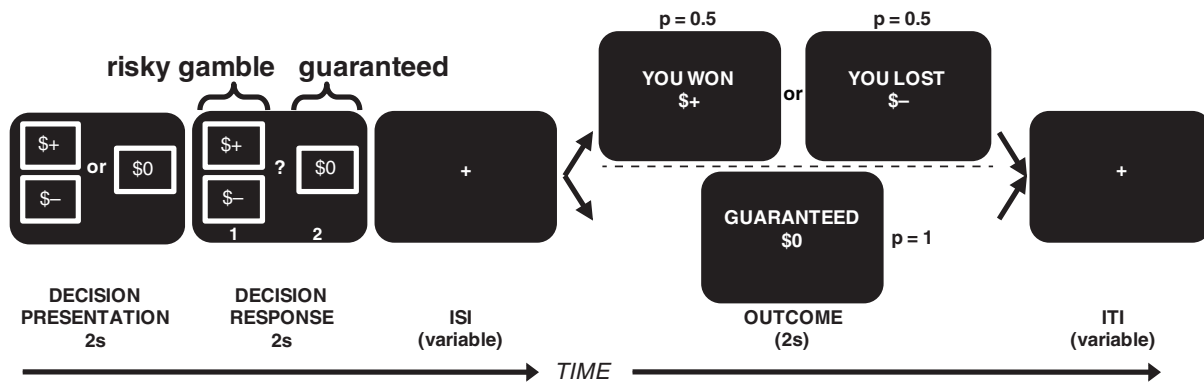 p = 0.5
p = 0.5
risky gamble
guaranteed
YOU WON
$+
or
YOU LOST
$–
$+
or
$0
$–
$+
?
$0
$–
1
2
+
+
GUARANTEED
$0
p = 1
DECISION
PRESENTATION
2s
DECISION
RESPONSE
2s
ISI
(variable)
OUTCOME
(2s)
ITI
(variable)
TIME